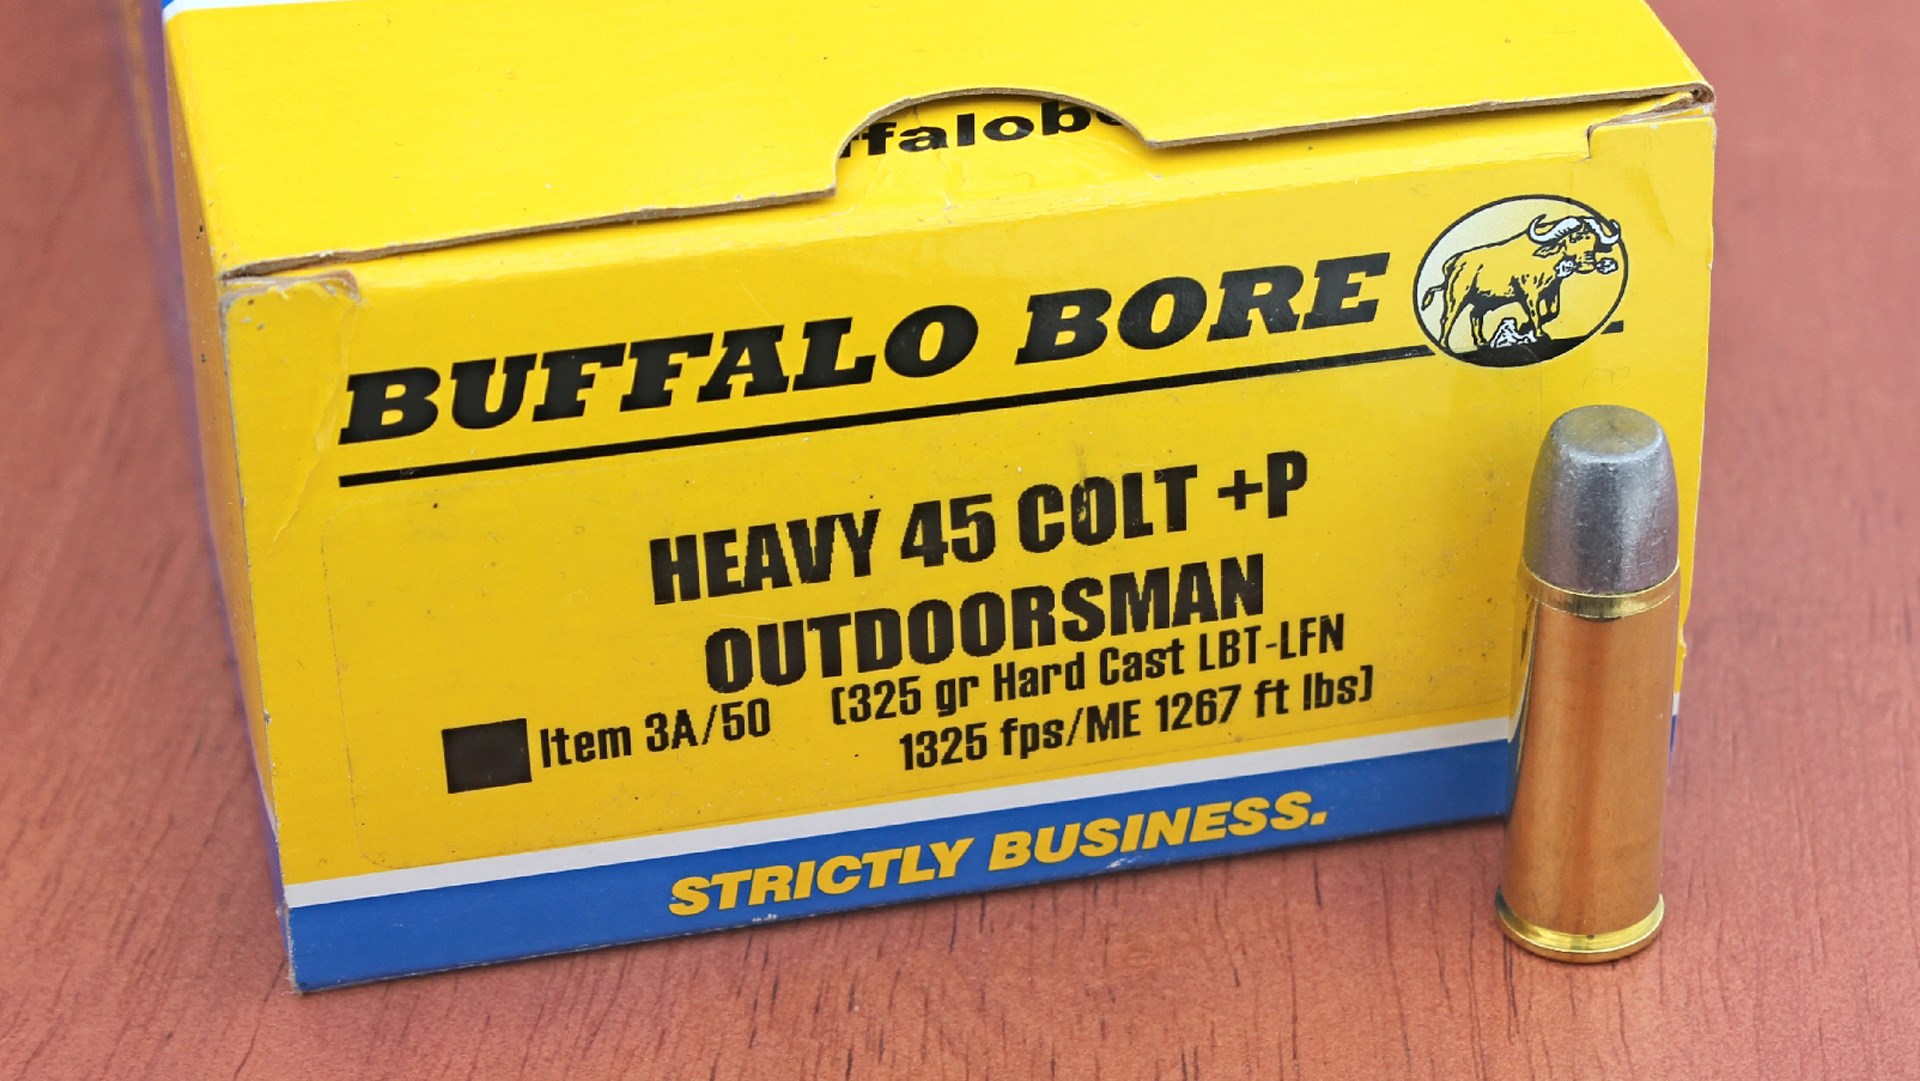 falob
BUFFALO BORE
HEAVY 45 COLT +P
OUTDOORSMAN
Item 3A/50 (325 gr Hard Cast LBT-LFN
1325 fps/ME 1267 ft lbs)
STRICTLY BUSINESS.